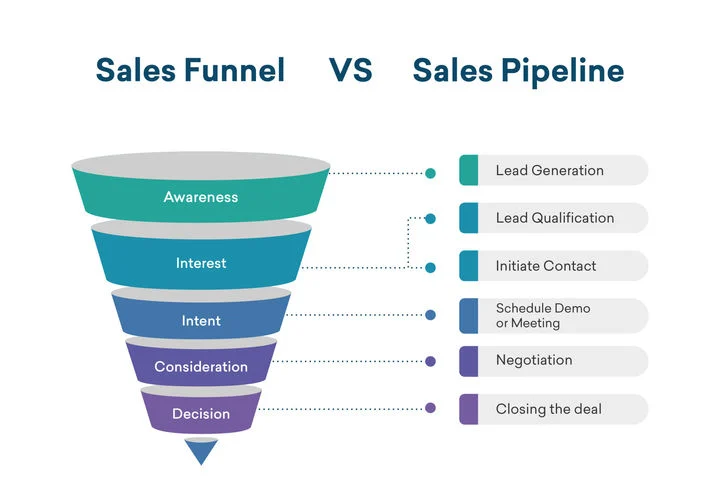 Sales Funnel VS Sales Pipeline
Awareness
Lead Generation
Lead Qualification
Interest
Initiate Contact
Intent
Schedule Demo
or Meeting
Consideration
Negotiation
Decision
Closing the deal